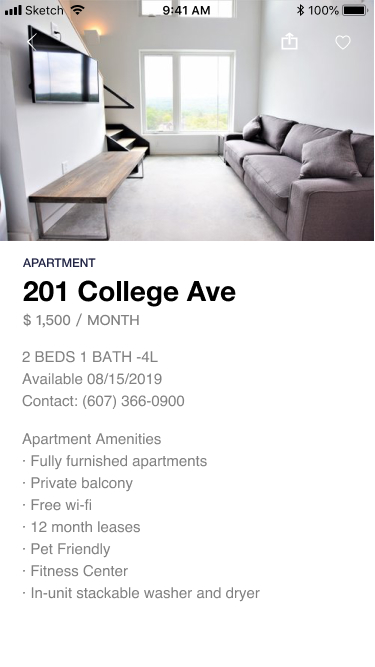 Sketch 9:41 AM 100%
APARTMENT
201 College Ave
$ 1,500 / MONTH
2 BEDS 1 BATH -4L
Available 08/15/2019
Contact: (607) 366-0900
Apartment Amenities
· Fully furnished apartments
· Private balcony
· Free wi-fi
· 12 month leases
· Pet Friendly
· Fitness Center
· In-unit stackable washer and dryer